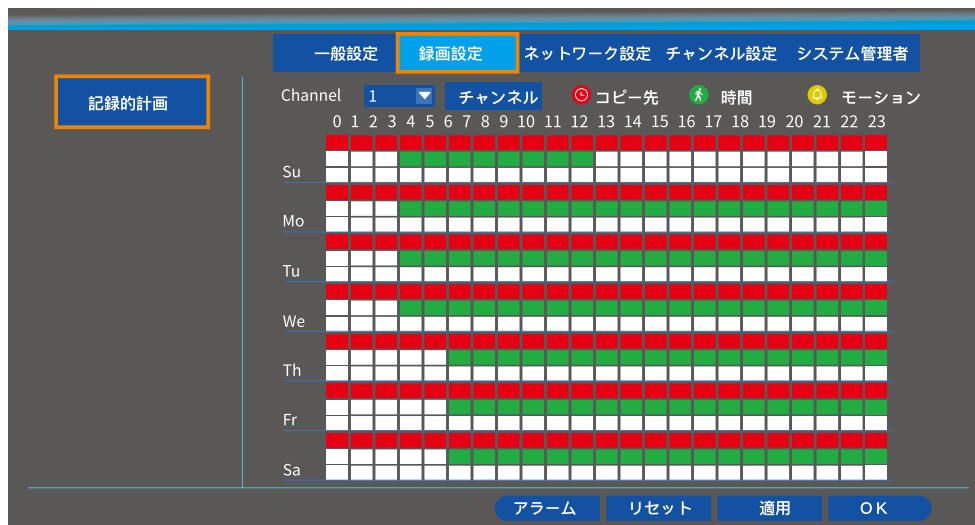 一般設定 録画設定 ネットワーク設定 チャンネル設定 システム管理者
記録的計画
Channel 1 チャンネル コピー先 時間 モーション
0 1 2 3 4 5 6 7 8 9 10 11 12 13 14 15 16 17 18 19 20 21 22 23
Su
Mo
Tu
We
Th
Fr
Sa
アラーム リセット 適用 OK